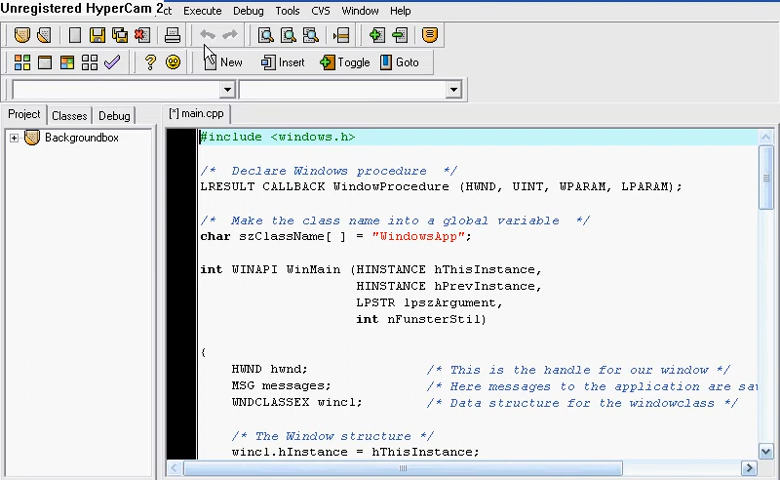 Unregistered HyperCam 2
ct Execute Debug Tools CVS Window Help
New Insert Toggle Goto
Project Classes Debug [*] main.cpp
Backgroundbox
#include <windows.h>
/*  Declare Windows procedure  */
LRESULT CALLBACK WindowProcedure (HWND, UINT, WPARAM, LPARAM);
/*  Make the class name into a global variable  */
char szClassName[ ] = "WindowsApp";
int WINAPI WinMain (HINSTANCE hThisInstance,
HINSTANCE hPrevInstance,
LPSTR lpszArgument,
int nFunsterStil)
{
HWND hwnd;               /* This is the handle for our window */
MSG messages;            /* Here messages to the application are sav
WNDCLASSEX wincl;        /* Data structure for the windowclass */
/* The Window structure */
wincl.hInstance = hThisInstance;